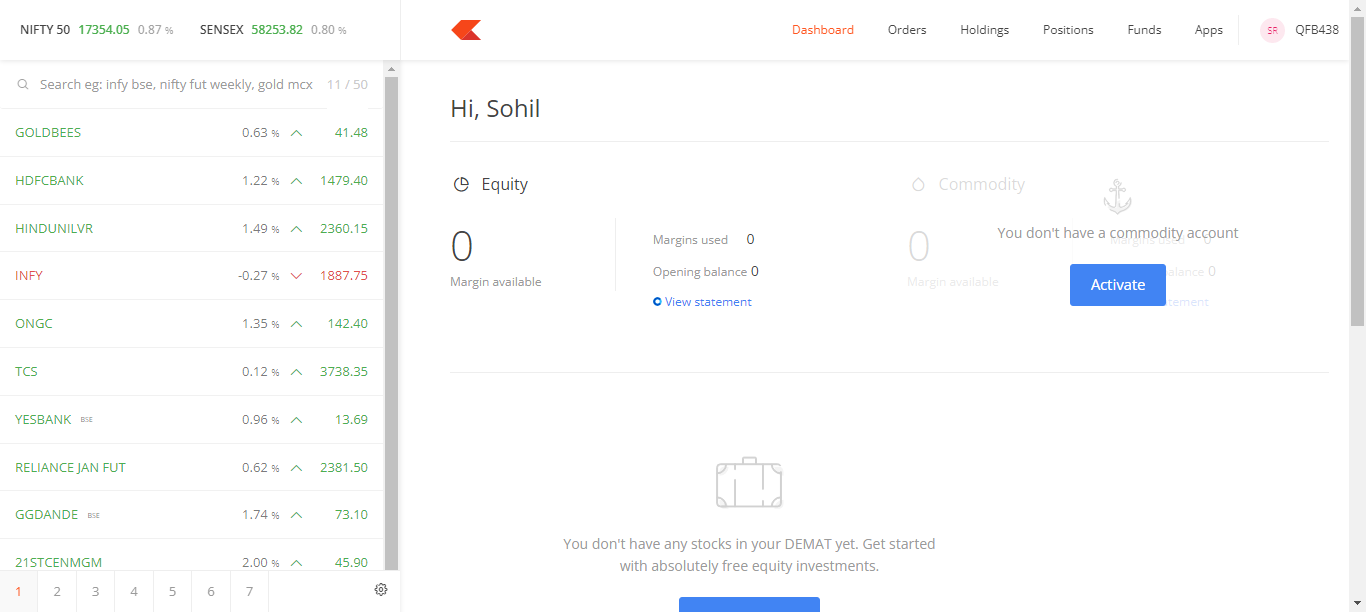 NIFTY 50 17354.05 0.87 % SENSEX 58253.82 0.80 %
Dashboard Orders Holdings Positions Funds Apps SR QFB438
Search eg: infy bse, nifty fut weekly, gold mcx 11 / 50
GOLDBEES 0.63 % 41.48
HDFCBANK 1.22 % 1479.40
HINDUNILVR 1.49 % 2360.15
INFY -0.27 % 1887.75
ONGC 1.35 % 142.40
TCS 0.12 % 3738.35
YESBANK BSE 0.96 % 13.69
RELIANCE JAN FUT 0.62 % 2381.50
GGDANDE BSE 1.74 % 73.10
21STCENMGM 2.00 % 45.90
1 2 3 4 5 6 7
Hi, Sohil
Equity
0
Margin available
Margins used 0
Opening balance 0
View statement
Commodity
0
Margin available
Margins used 0
alance 0
tement
You don't have a commodity account
Activate
You don't have any stocks in your DEMAT yet. Get started
with absolutely free equity investments.